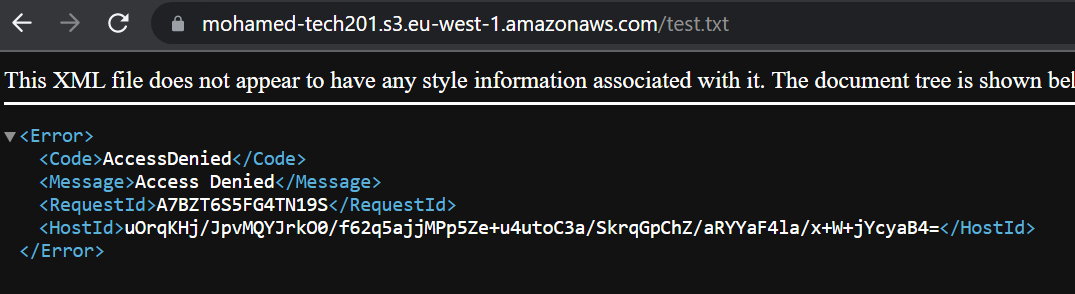 mohamed-tech201.s3.eu-west-1.amazonaws.com/test.txt
This XML file does not appear to have any style information associated with it. The document tree is shown bel
<Error>
<Code>AccessDenied</Code>
<Message>Access Denied</Message>
<RequestId>A7BZT6S5FG4TN19S</RequestId>
<HostId>uOrqKHj/JpvMQYJrkO0/f62q5ajjMPp5Ze+u4utoC3a/SkrqGpChZ/aRYYaF4la/x+W+jYcyaB4=</HostId>
</Error>